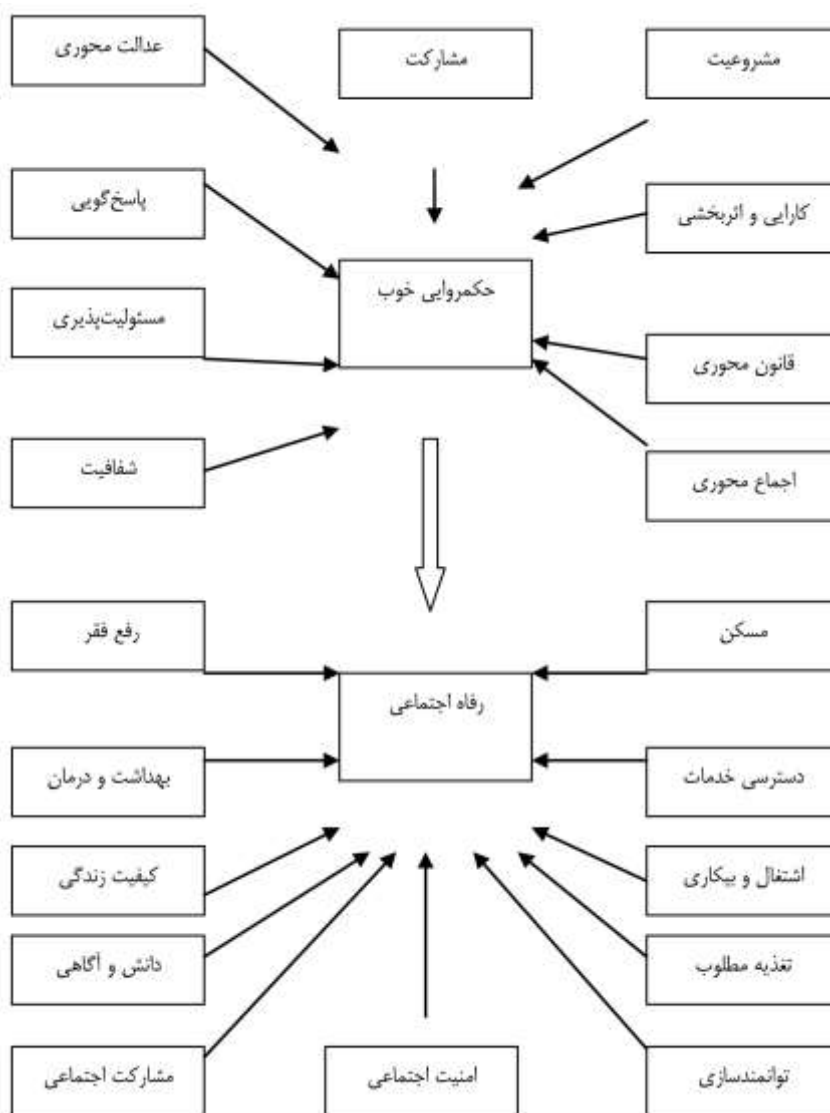 مشروعیت
مشارکت
عدالت محوری
کارایی و اثربخشی
پاسخ‌گویی
حکمروایی خوب
مسئولیت‌پذیری
قانون محوری
شفافیت
اجماع محوری
مسکن
رفع فقر
رفاه اجتماعی
دسترسی خدمات
بهداشت و درمان
اشتغال و بیکاری
کیفیت زندگی
تغذیه مطلوب
دانش و آگاهی
توانمندسازی
امنیت اجتماعی
مشارکت اجتماعی